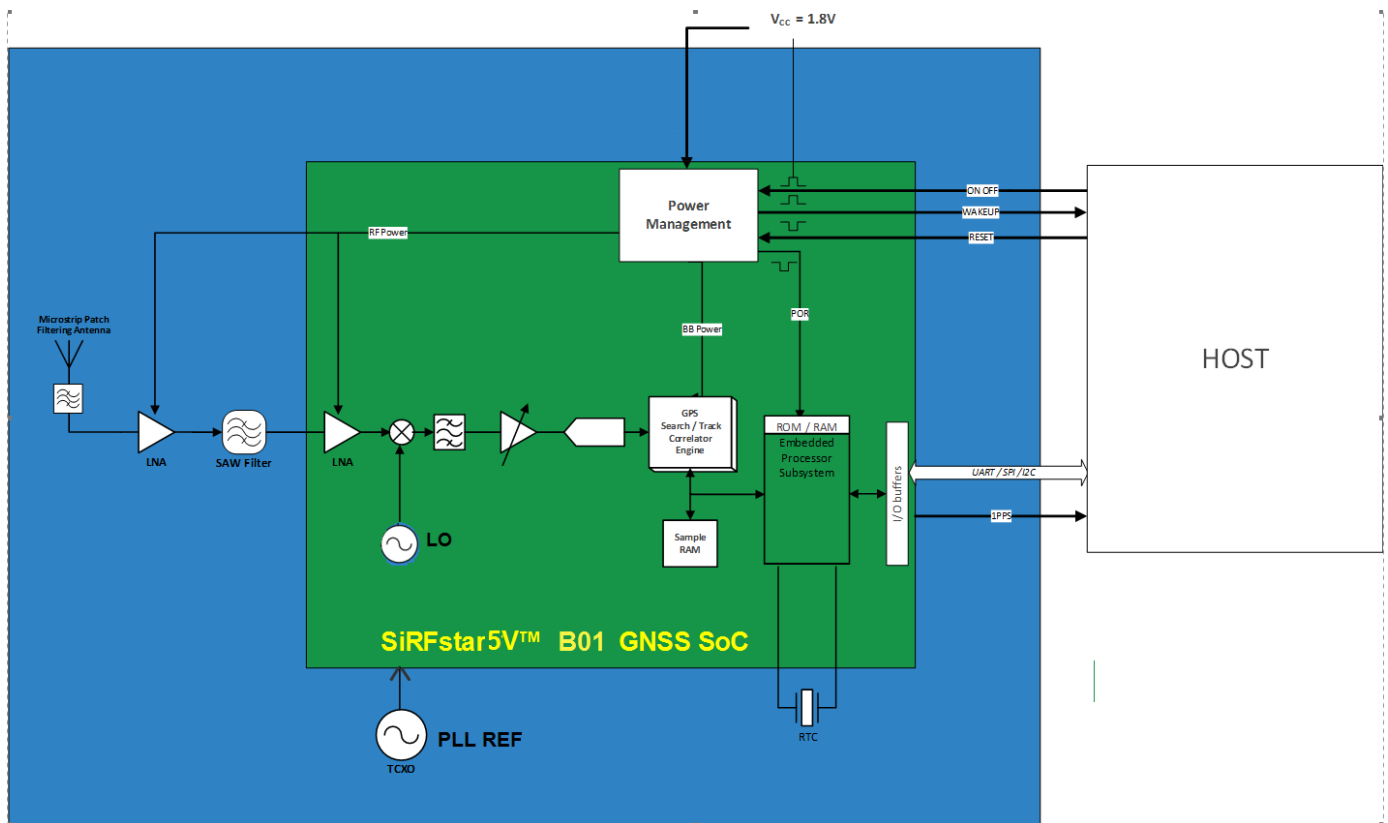 VCC = 1.8V
Power
Management
ON OFF
WAKEUP
RESET
RF Power
Microstrip Patch
Filtering Antenna
BB Power
POR
HOST
GPS
Search / Track
Correlator
Engine
ROM / RAM
Embedded
Processor
Subsystem
I/O buffers
UART / SPI / I2C
1PPS
LNA
SAW Filter
LNA
LO
Sample
RAM
SiRFstar5V™ B01 GNSS SoC
PLL REF
TCXO
RTC